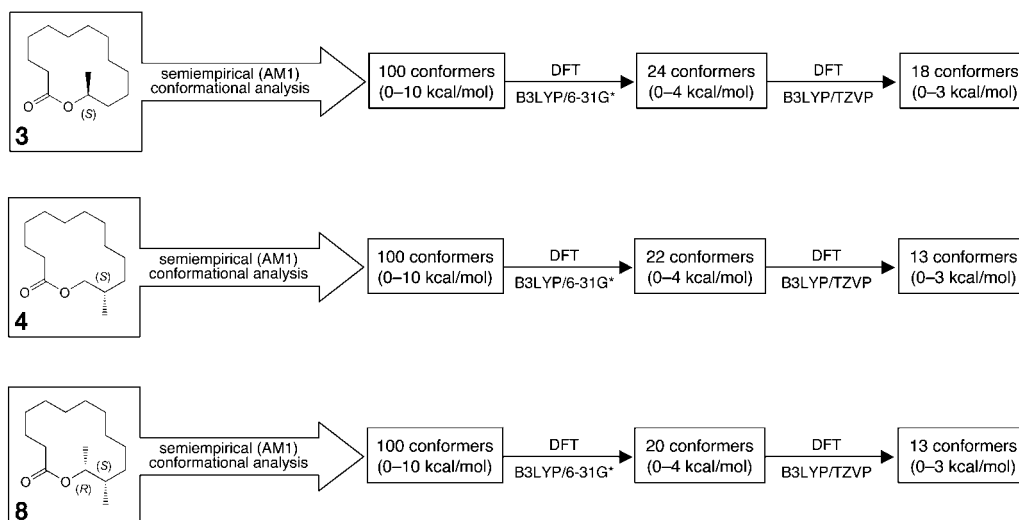 O
O
(S)
3
semiempirical (AM1)
conformational analysis
100 conformers
(0–10 kcal/mol)
DFT
B3LYP/6-31G*
24 conformers
(0–4 kcal/mol)
DFT
B3LYP/TZVP
18 conformers
(0–3 kcal/mol)
(S)
O
O
4
semiempirical (AM1)
conformational analysis
100 conformers
(0–10 kcal/mol)
DFT
B3LYP/6-31G*
22 conformers
(0–4 kcal/mol)
DFT
B3LYP/TZVP
13 conformers
(0–3 kcal/mol)
(S)
O
O
(R)
8
semiempirical (AM1)
conformational analysis
100 conformers
(0–10 kcal/mol)
DFT
B3LYP/6-31G*
20 conformers
(0–4 kcal/mol)
DFT
B3LYP/TZVP
13 conformers
(0–3 kcal/mol)